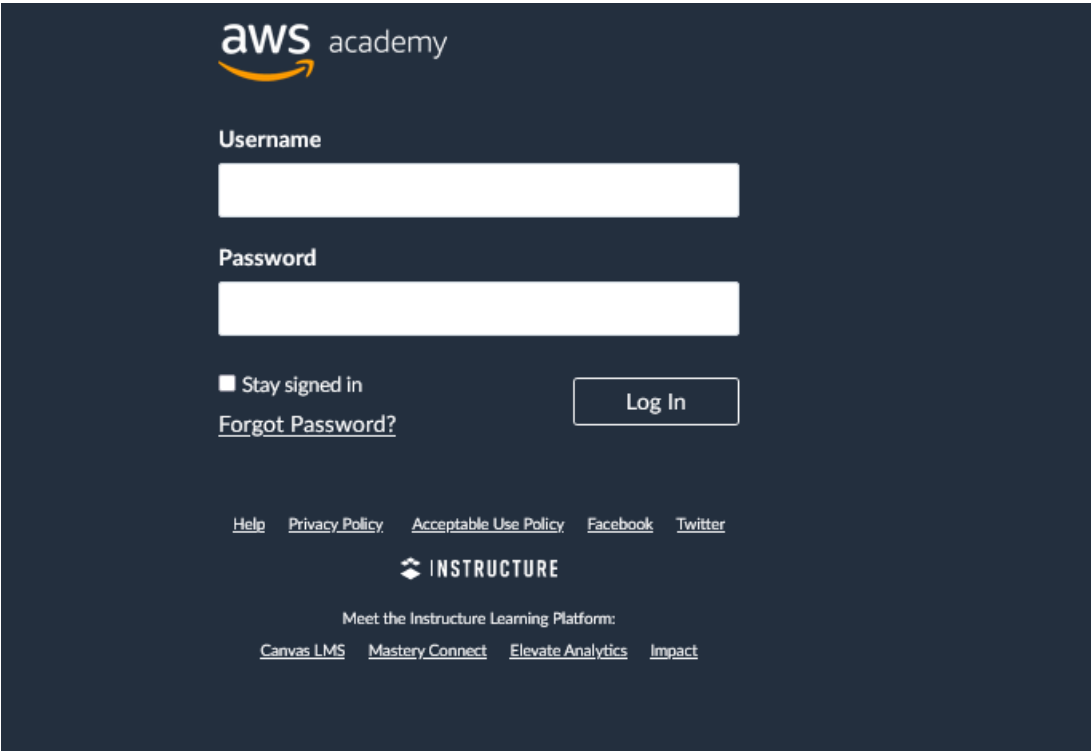 aws academy
Username
Password
Stay signed in
Log In
Forgot Password?
Help Privacy Policy Acceptable Use Policy Facebook Twitter
INSTRUCTURE
Meet the Instructure Learning Platform:
Canvas LMS Mastery Connect Elevate Analytics Impact